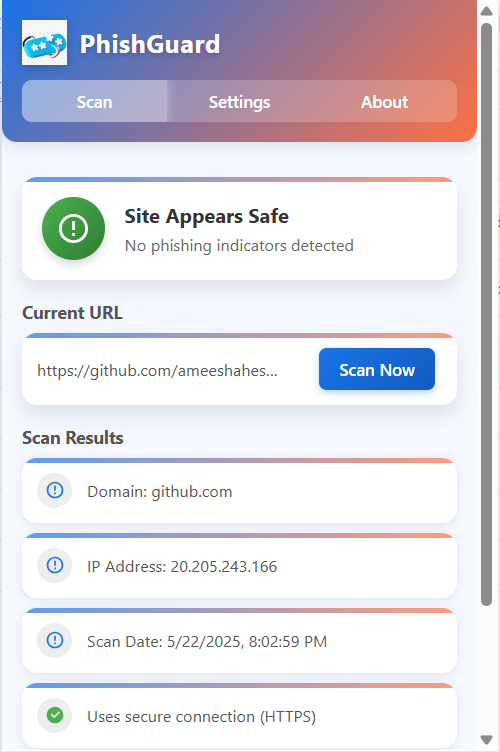 PhishGuard
Scan
Settings
About
Site Appears Safe
No phishing indicators detected
Current URL
https://github.com/ameeshahes...
Scan Now
Scan Results
Domain: github.com
IP Address: 20.205.243.166
Scan Date: 5/22/2025, 8:02:59 PM
Uses secure connection (HTTPS)